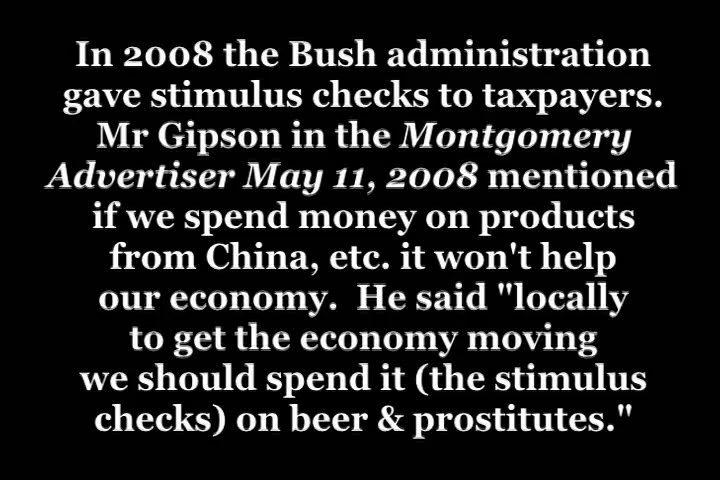 In 2008 the Bush administration
gave stimulus checks to taxpayers.
Mr Gipson in the Montgomery
Advertiser May 11, 2008 mentioned
if we spend money on products
from China, etc. it won't help
our economy.  He said "locally
to get the economy moving
we should spend it (the stimulus
checks) on beer & prostitutes."